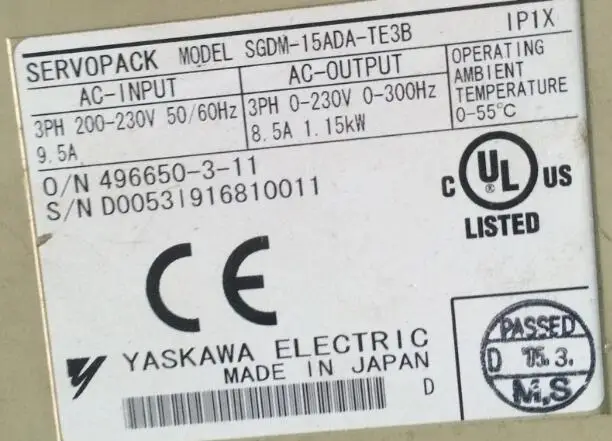 SERVOPACK MODEL SGDM-15ADA-TE3B IP1X
AC-INPUT
3PH 200-230V 50/60Hz
9.5A
AC-OUTPUT
3PH 0-230V 0-300Hz
8.5A 1.15kW
OPERATING
AMBIENT
TEMPERATURE
0-55°C
O/N 496650-3-11
S/N D0053I916810011
C UL US
®
LISTED
CE
YASKAWA ELECTRIC
MADE IN JAPAN
D
PASSED
D '05.3.
M.S